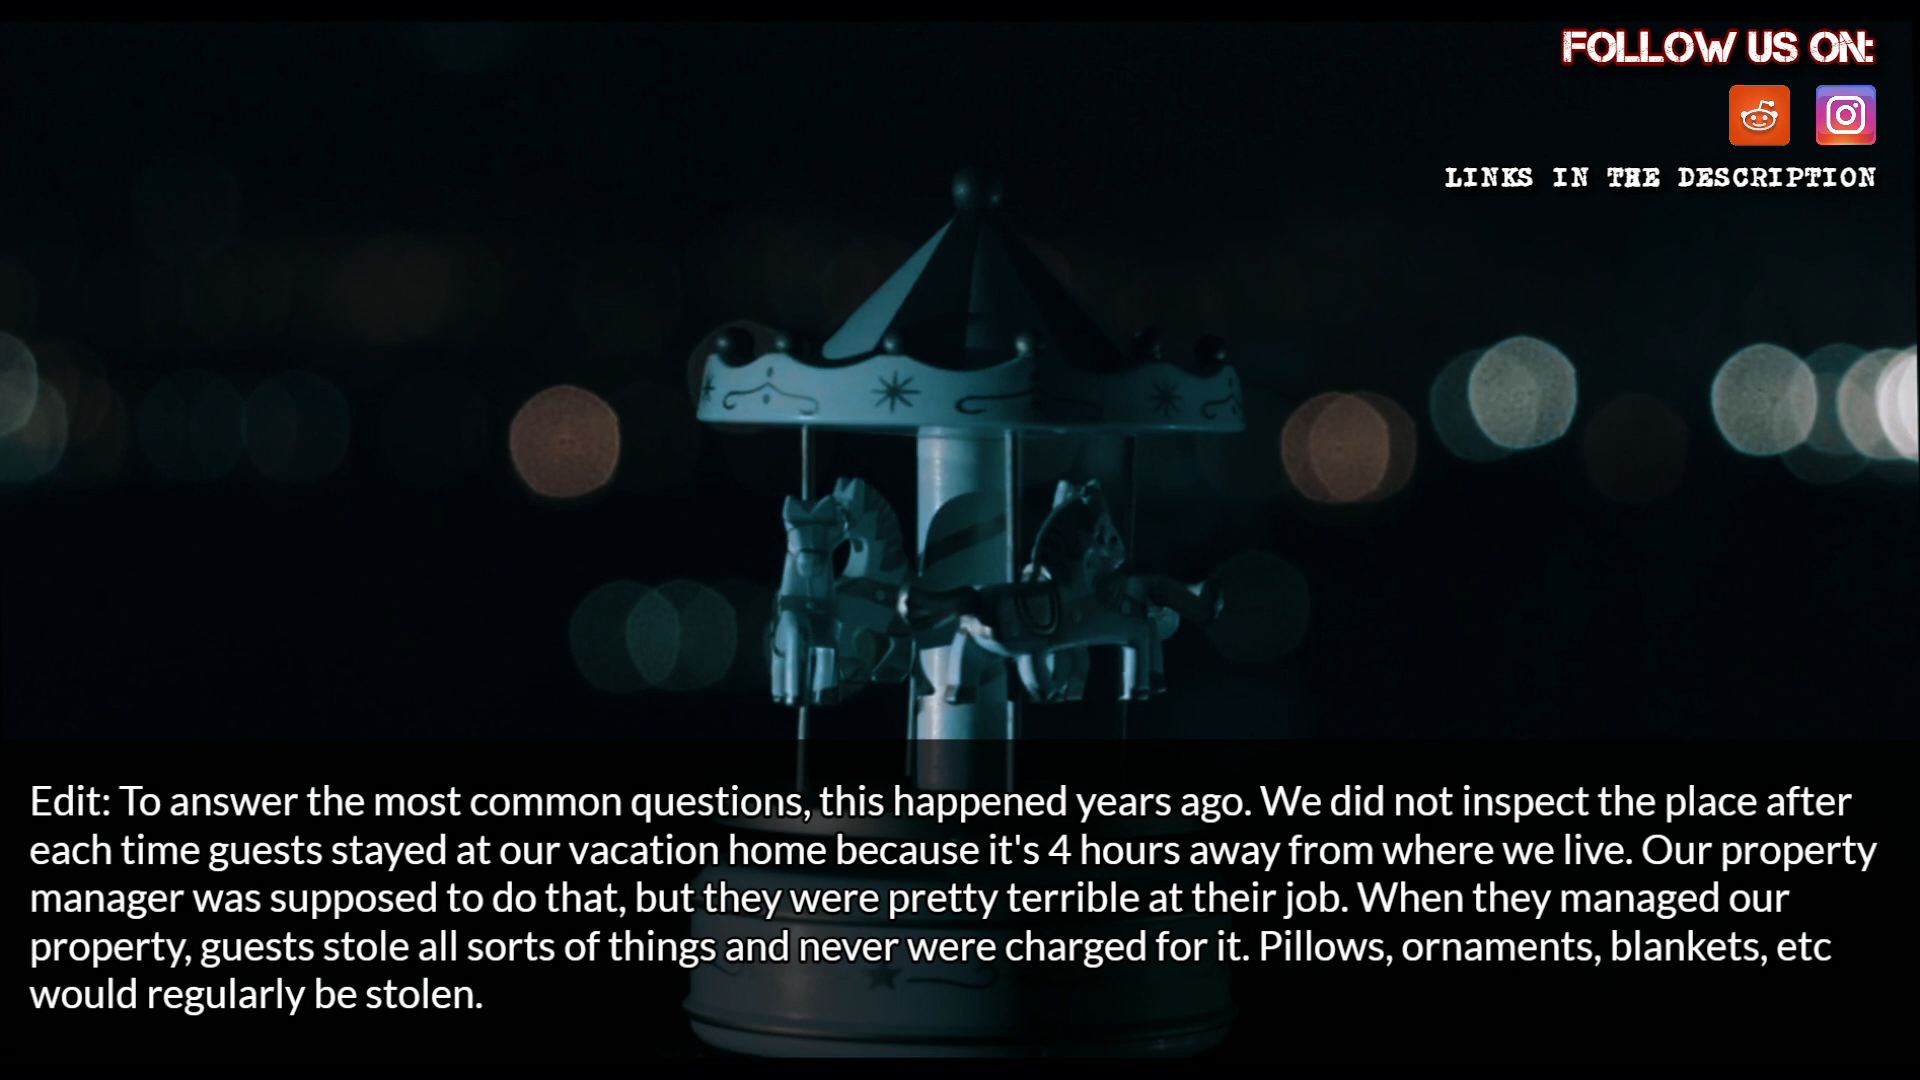 FOLLOW US ON:
LINKS IN THE DESCRIPTION
Edit: To answer the most common questions, this happened years ago. We did not inspect the place after
each time guests stayed at our vacation home because it's 4 hours away from where we live. Our property
manager was supposed to do that, but they were pretty terrible at their job. When they managed our
property, guests stole all sorts of things and never were charged for it. Pillows, ornaments, blankets, etc
would regularly be stolen.